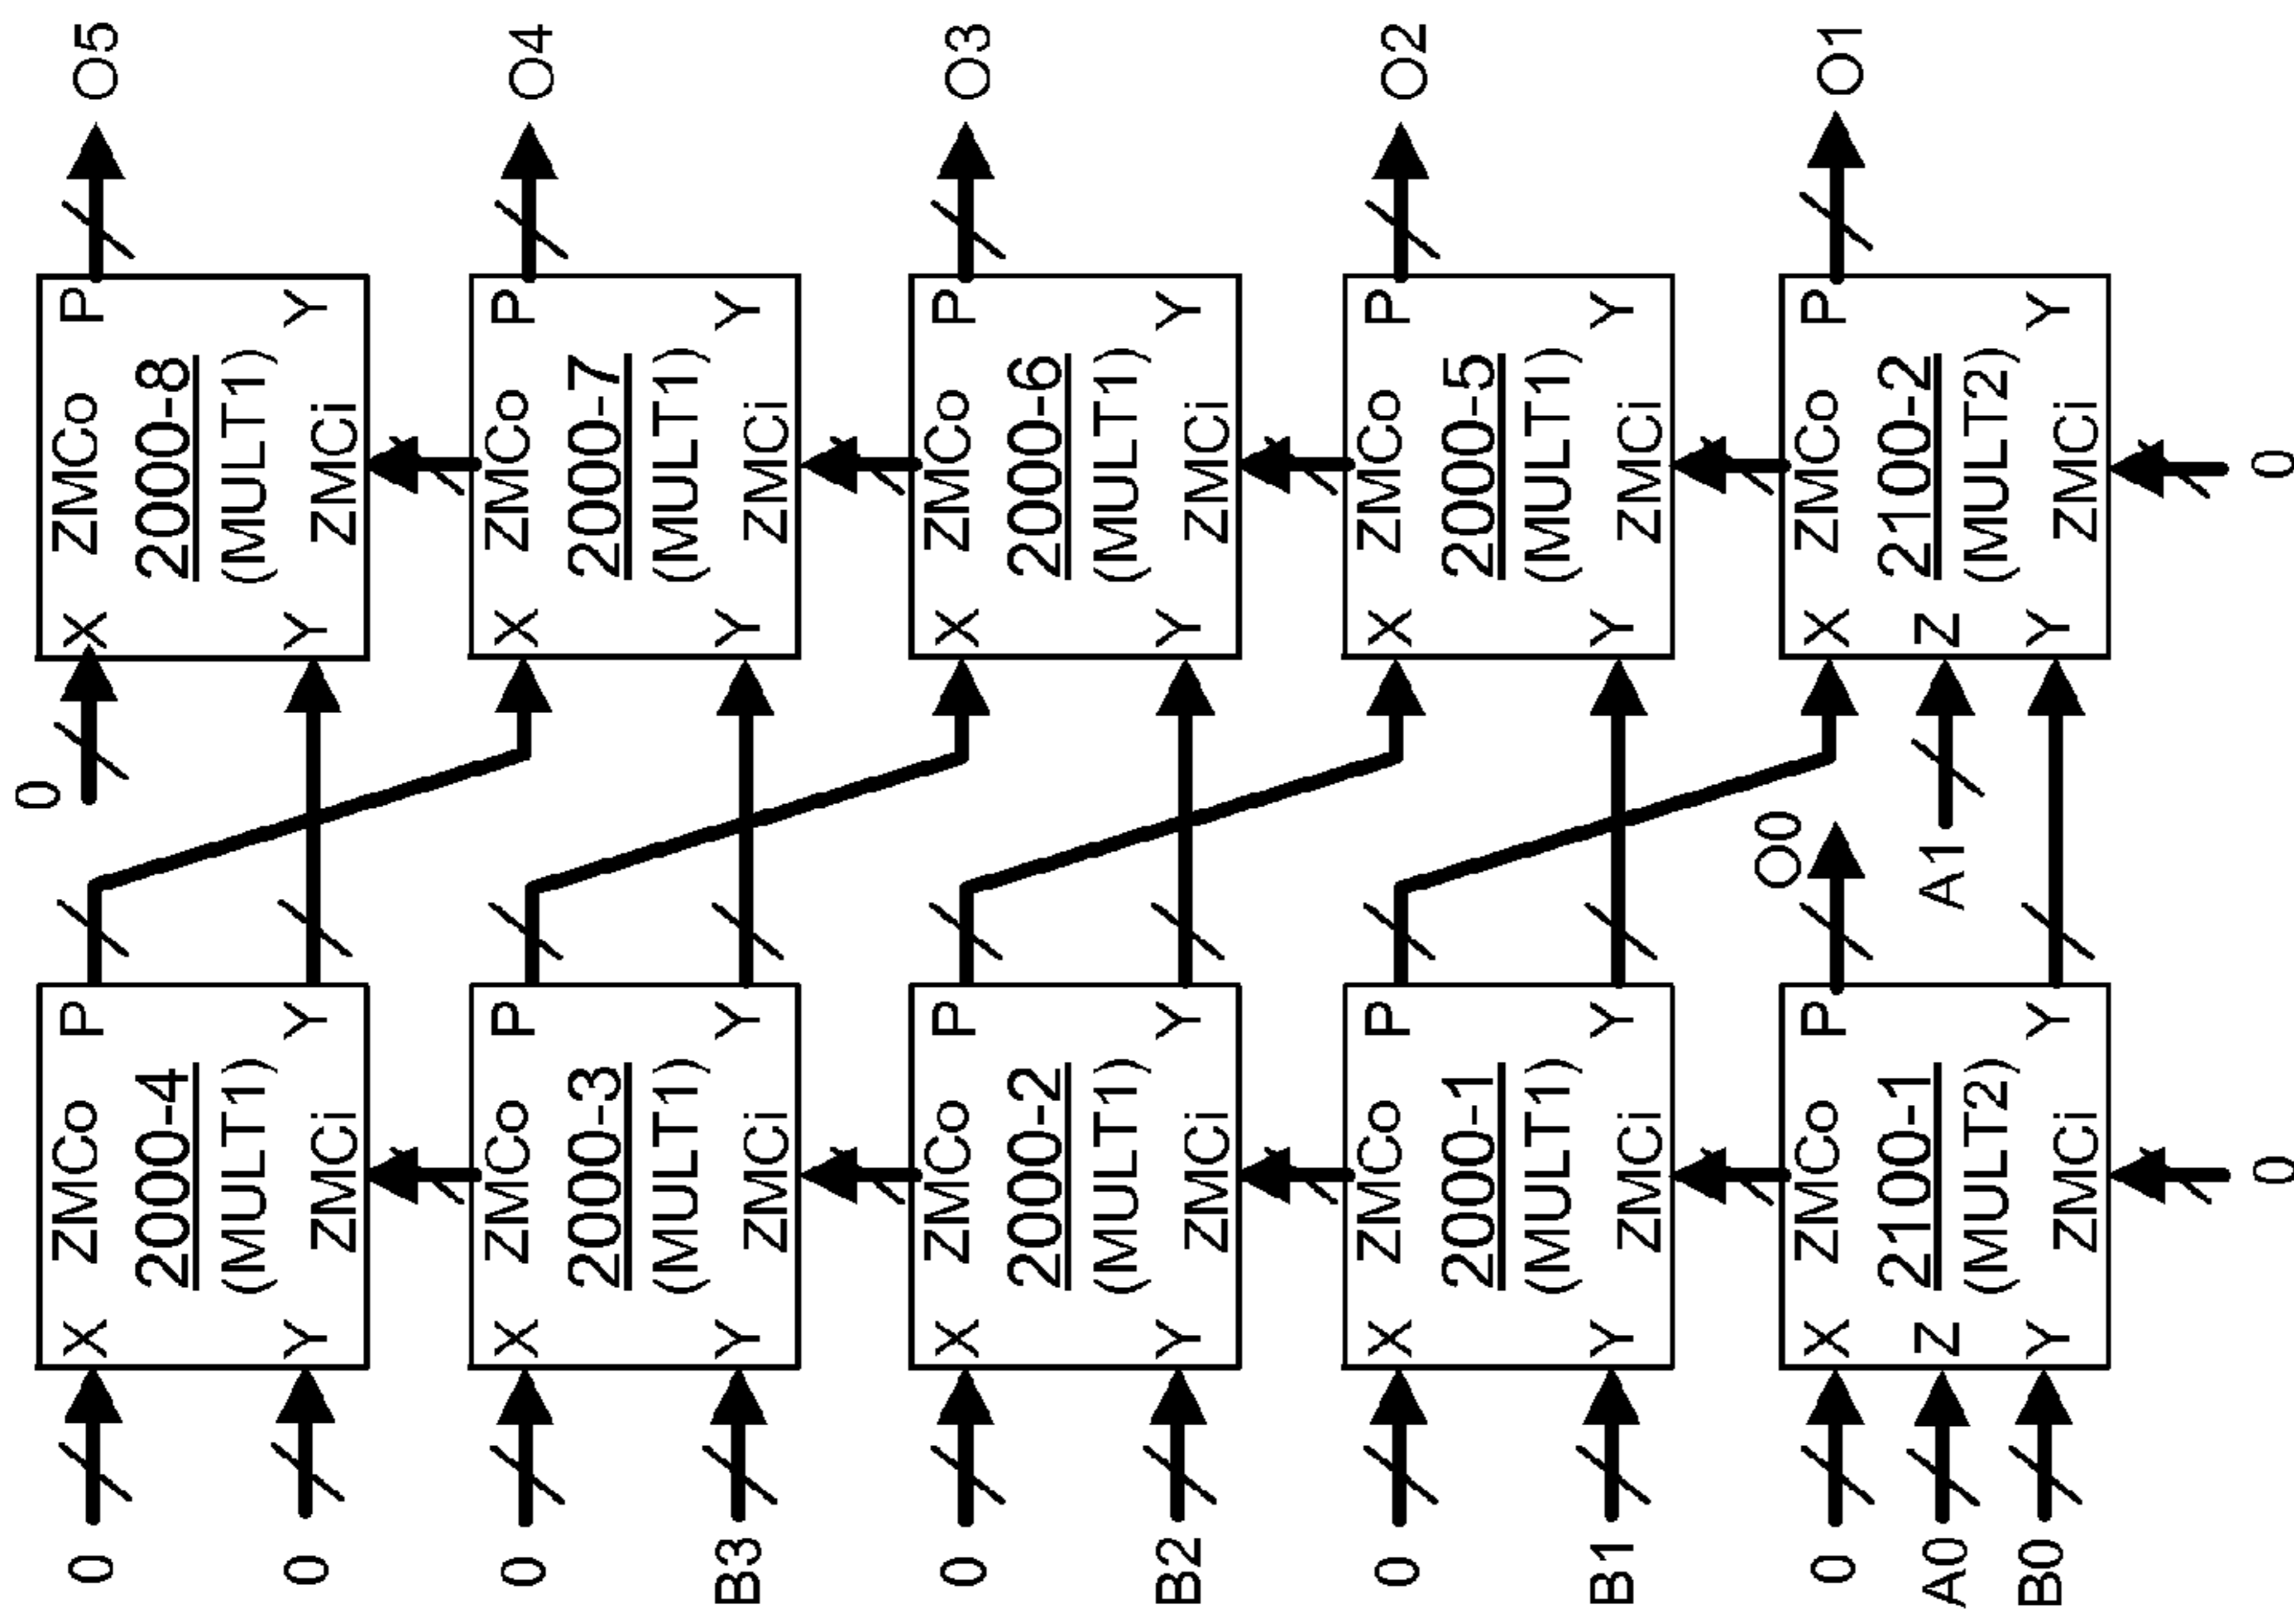 0
0 X ZMCo P X ZMCo P O5
2000-4 2000-8
(MULT1) (MULT1)
0 Y ZMCi Y Y ZMCi Y
0 X ZMCo P X ZMCo P O4
2000-3 2000-7
(MULT1) (MULT1)
B3 Y ZMCi Y Y ZMCi Y
0 X ZMCo P X ZMCo P O3
2000-2 2000-6
(MULT1) (MULT1)
B2 Y ZMCi Y Y ZMCi Y
0 X ZMCo P X ZMCo P O2
2000-1 2000-5
(MULT1) (MULT1)
B1 Y ZMCi Y Y ZMCi Y
O0
0 X ZMCo P X ZMCo P O1
2100-1 2100-2
A0 Z A1 Z
(MULT2) (MULT2)
B0 Y ZMCi Y Y ZMCi Y
0 0